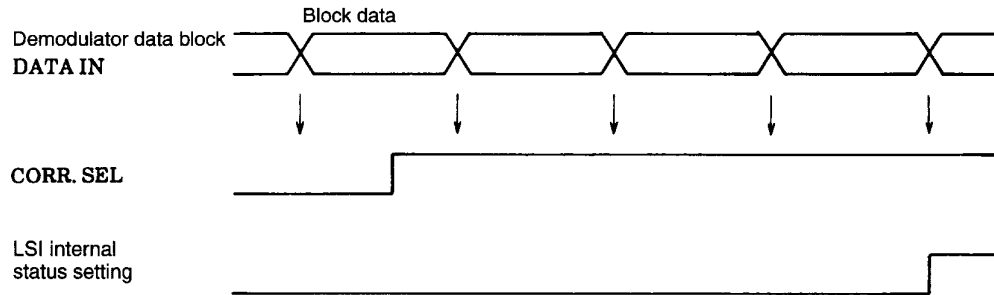 Block data
Demodulator data block
DATA IN
CORR. SEL
LSI internal
status setting